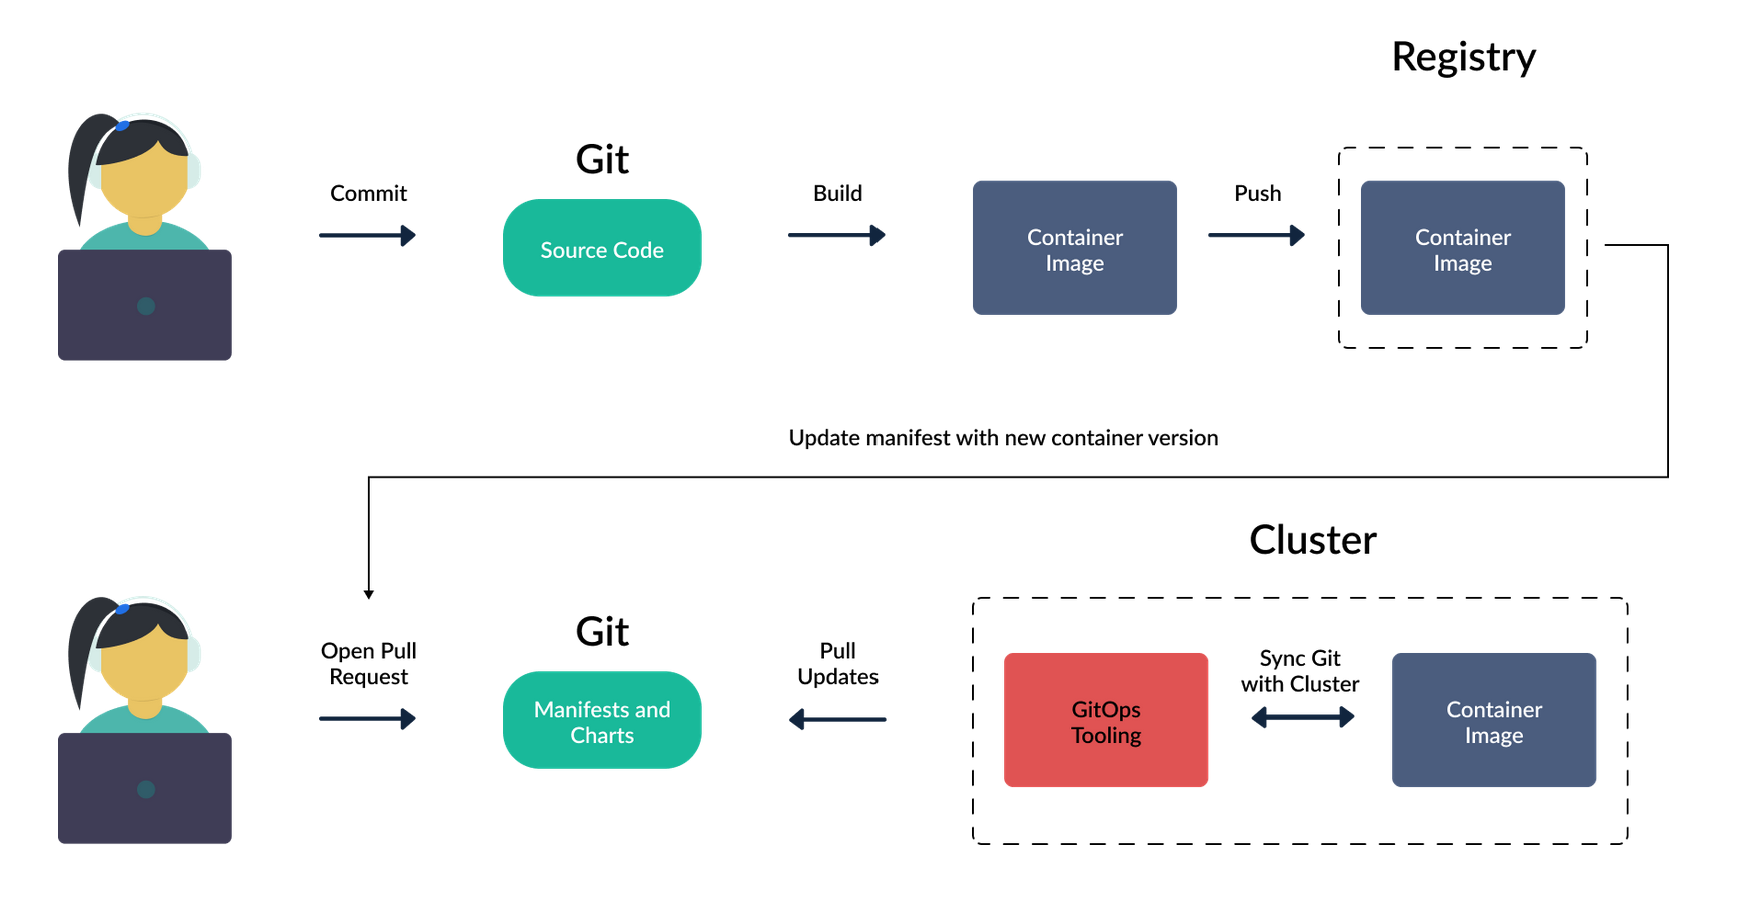 Registry
Git
Commit
Source Code
Build
Container
Image
Push
Container
Image
Update manifest with new container version
Cluster
Git
Open Pull
Request
Manifests and
Charts
Pull
Updates
GitOps
Tooling
Sync Git
with Cluster
Container
Image